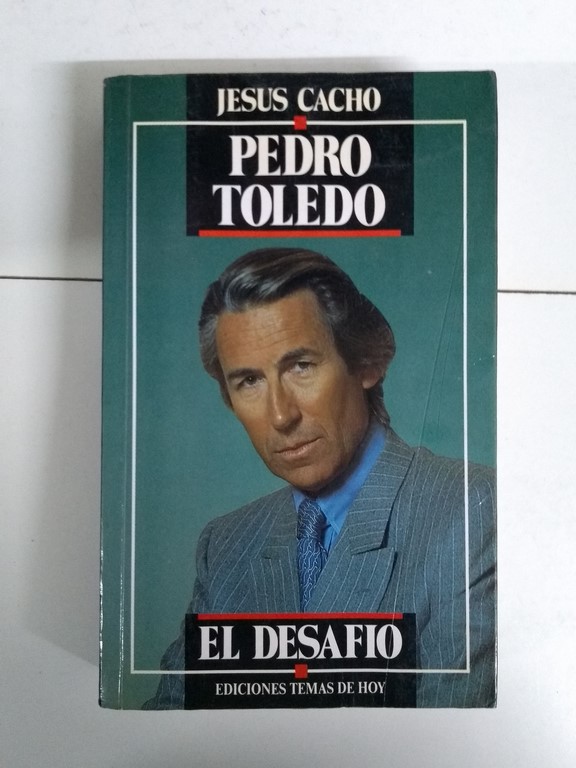 JESUS CACHO
PEDRO
TOLEDO
EL DESAFIO
EDICIONES TEMAS DE HOY